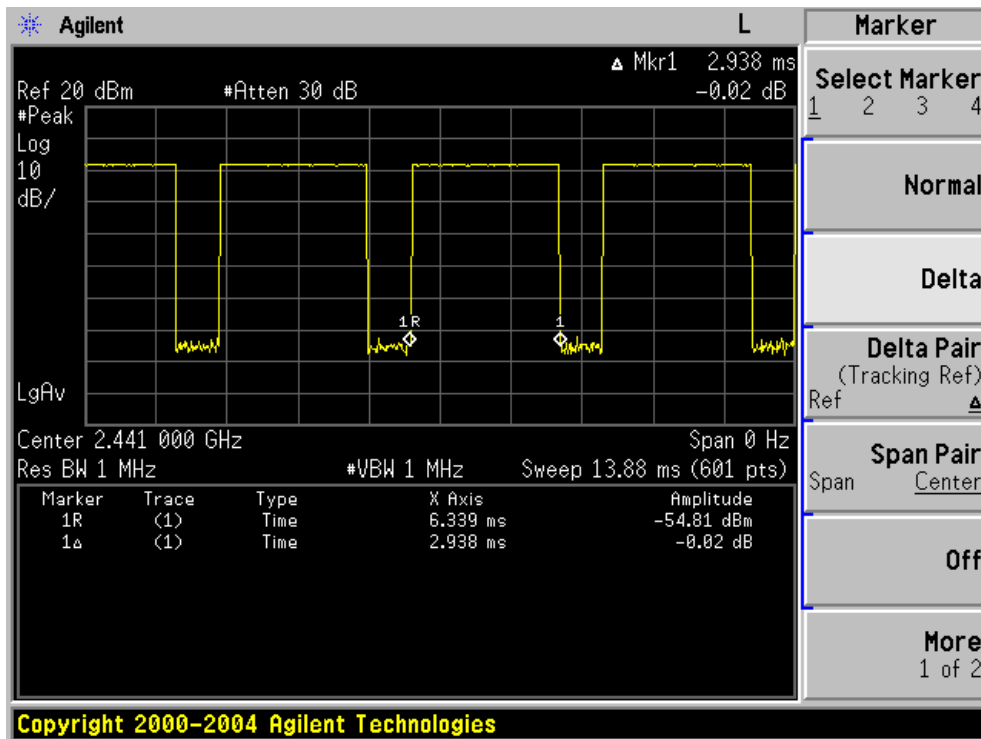 Agilent L Marker
Δ Mkr1 2.938 ms
Ref 20 dBm #Atten 30 dB -0.02 dB
#Peak
Log
10
dB/
1R 1
LgAv
Center 2.441 000 GHz Span 0 Hz
Res BW 1 MHz #VBW 1 MHz Sweep 13.88 ms (601 pts)
Marker Trace Type X Axis Amplitude
1R (1) Time 6.339 ms -54.81 dBm
1Δ (1) Time 2.938 ms -0.02 dB
Select Marker
1 2 3 4
Normal
Delta
Delta Pair
(Tracking Ref)
Ref Δ
Span Pair
Span Center
Off
More
1 of 2
Copyright 2000-2004 Agilent Technologies